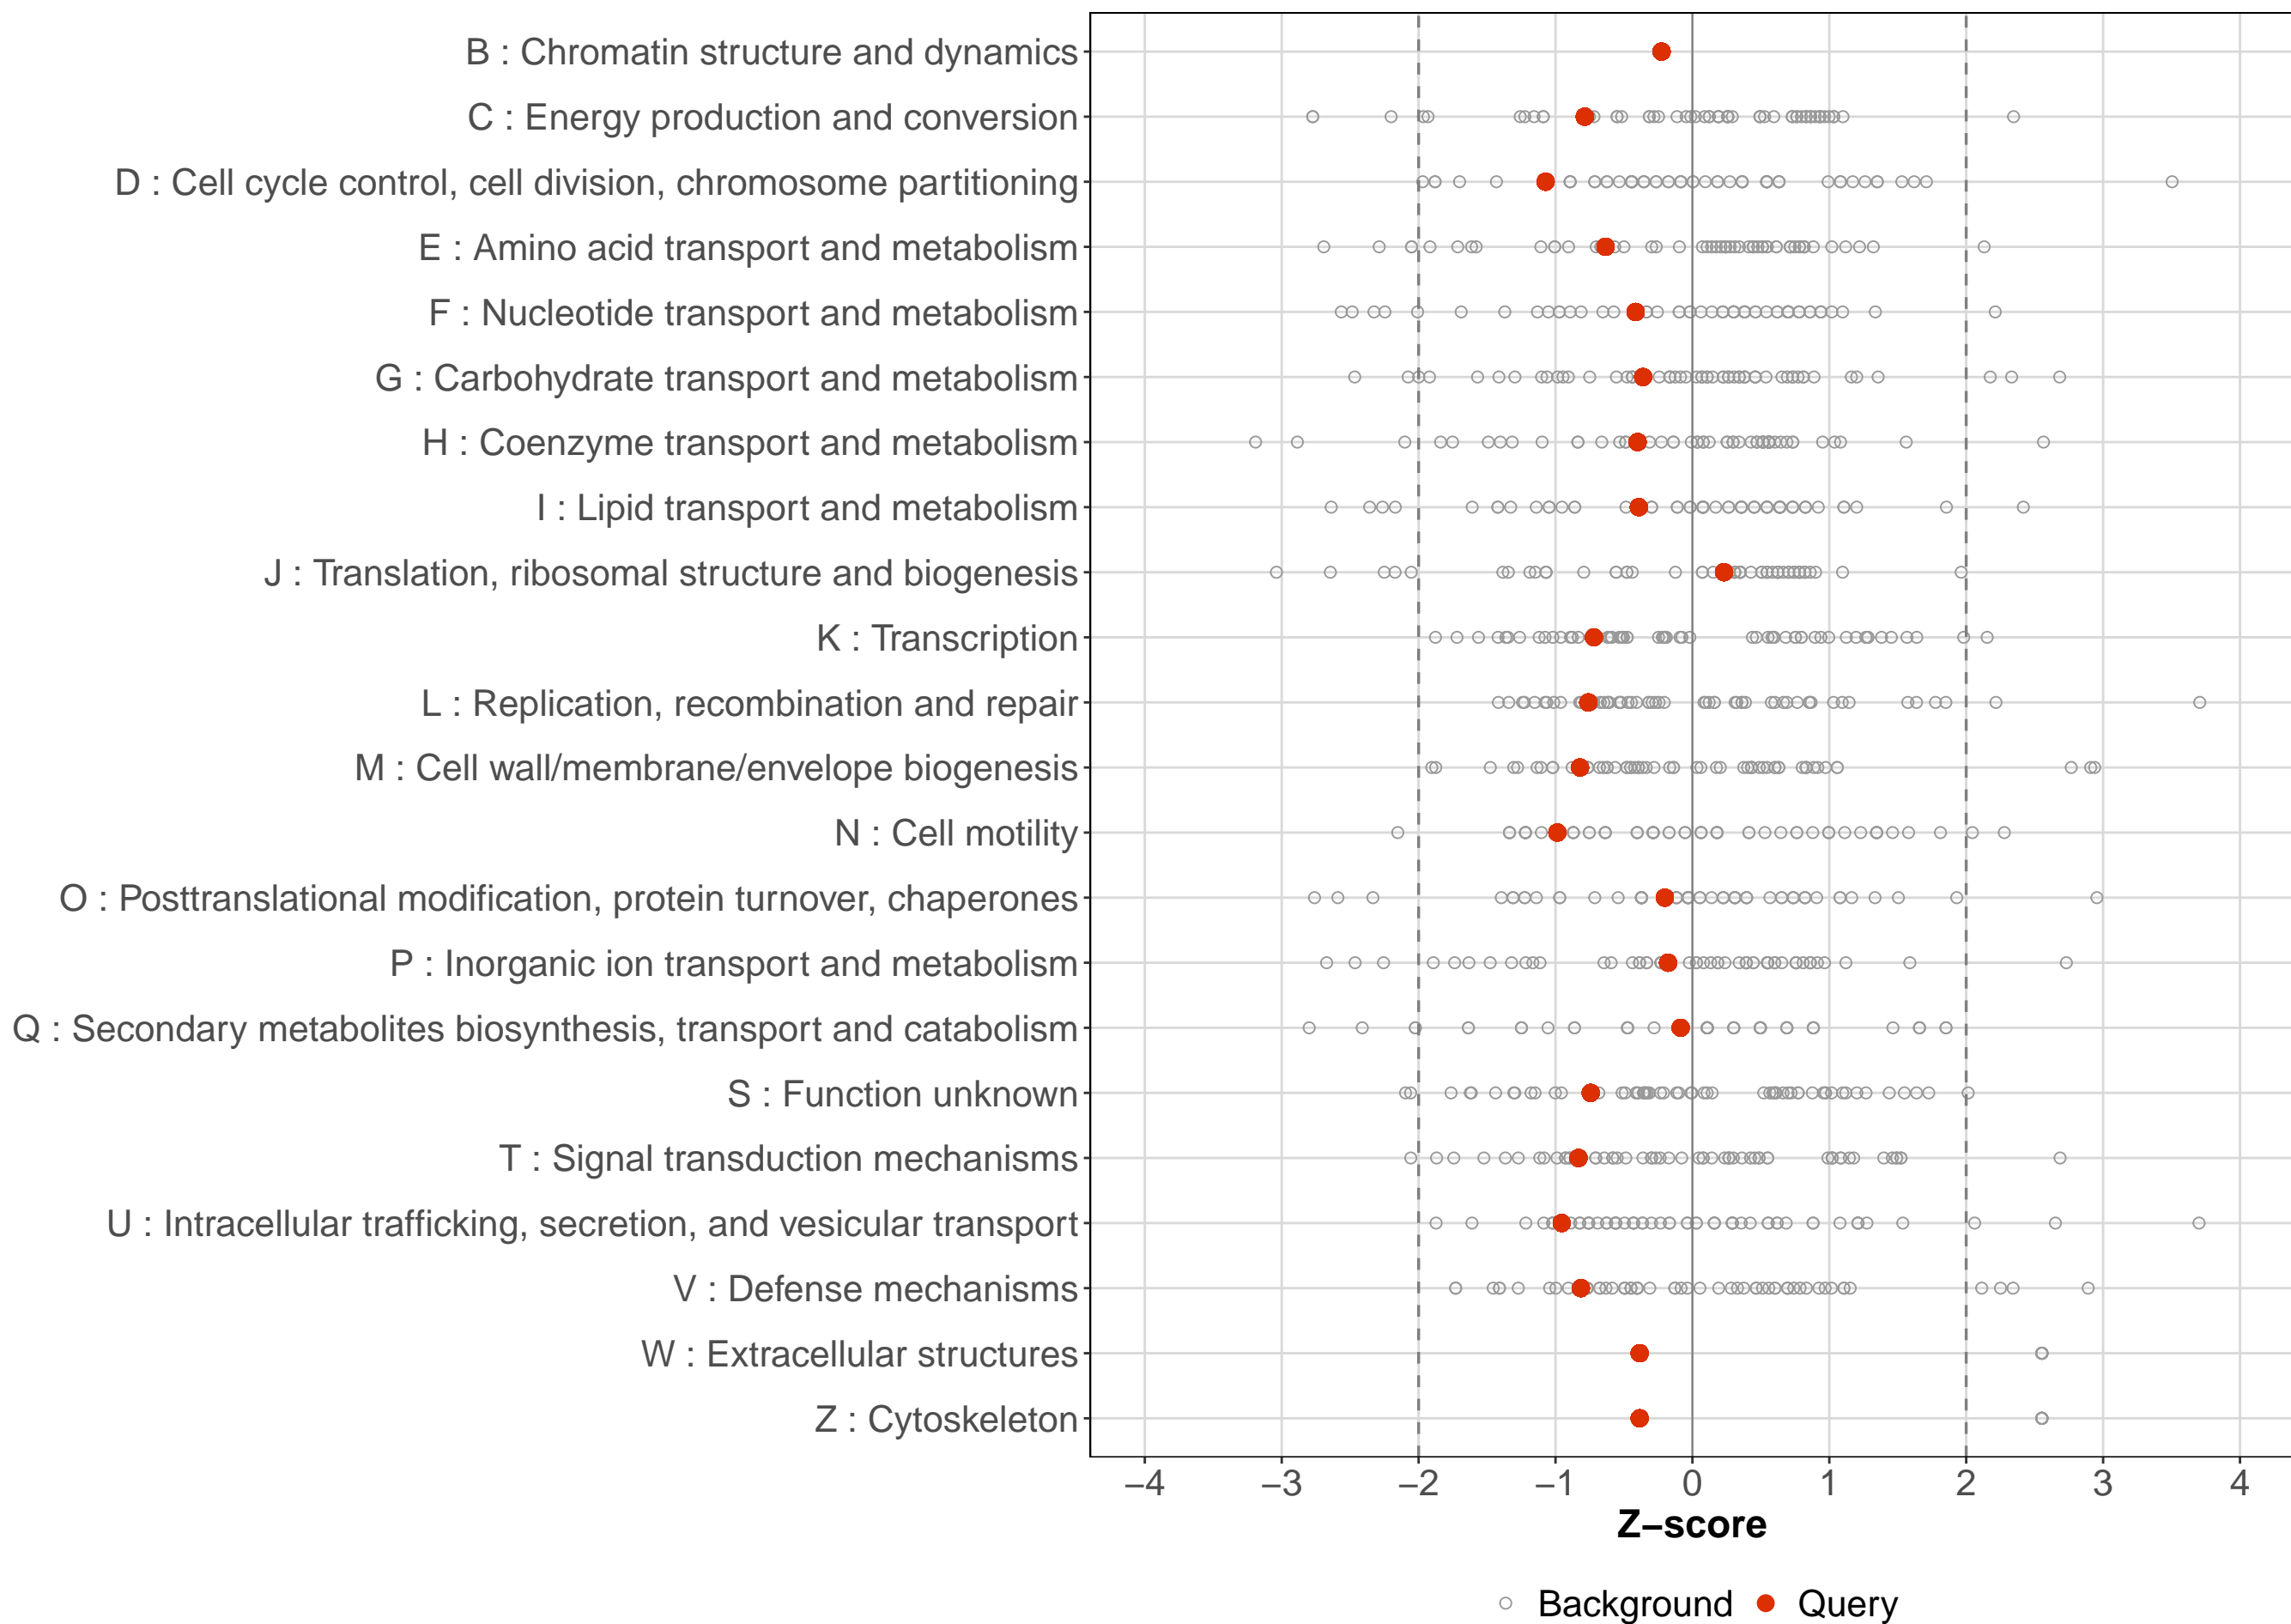 B : Chromatin structure and dynamics
C : Energy production and conversion
D : Cell cycle control, cell division, chromosome partitioning
E : Amino acid transport and metabolism
F : Nucleotide transport and metabolism
G : Carbohydrate transport and metabolism
H : Coenzyme transport and metabolism
I : Lipid transport and metabolism
J : Translation, ribosomal structure and biogenesis
K : Transcription
L : Replication, recombination and repair
M : Cell wall/membrane/envelope biogenesis
N : Cell motility
O : Posttranslational modification, protein turnover, chaperones
P : Inorganic ion transport and metabolism
Q : Secondary metabolites biosynthesis, transport and catabolism
S : Function unknown
T : Signal transduction mechanisms
U : Intracellular trafficking, secretion, and vesicular transport
V : Defense mechanisms
W : Extracellular structures
Z : Cytoskeleton
−4 −3 −2 −1 0 1 2 3 4
Z−score
Background Query